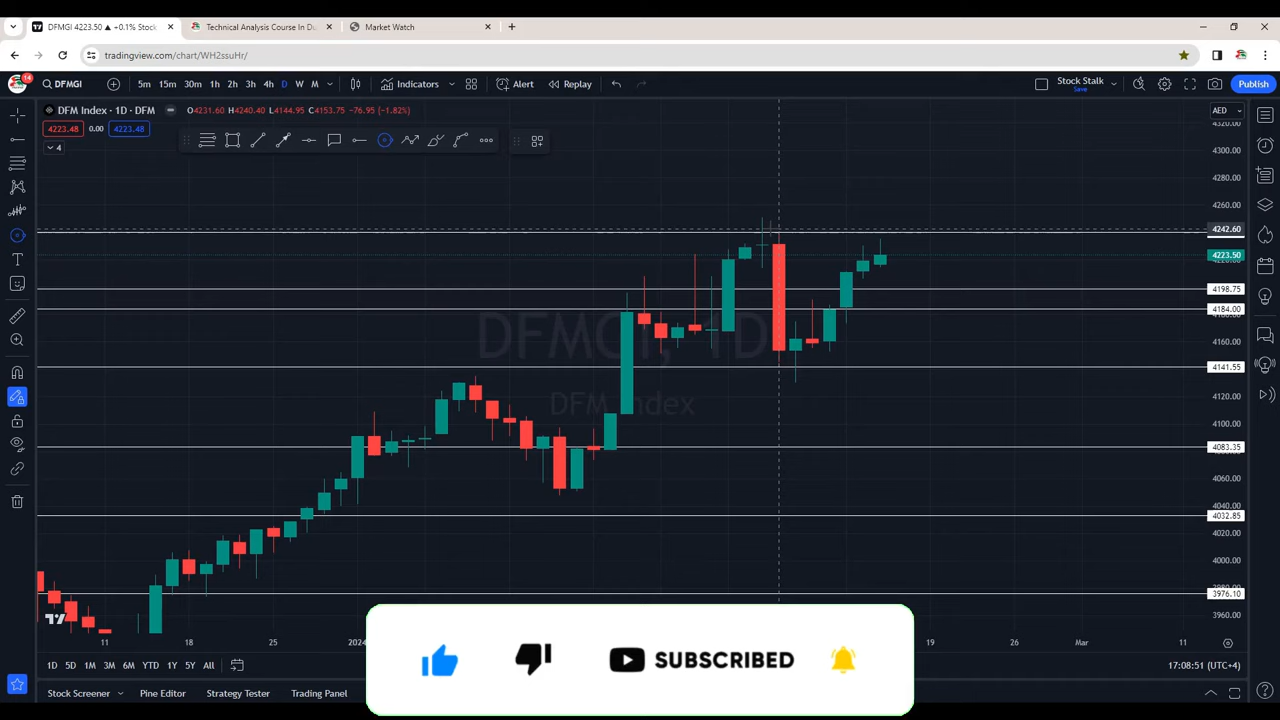 DFMGI 4223.50 ▲ +0.1% Stock
Technical Analysis Course In Du
Market Watch
tradingview.com/chart/WH2ssuHr/
14
DFMGI
5m 15m 30m 1h 2h 3h 4h D W M
Indicators
Alert
Replay
Stock Stalk
Save
Publish
DFM Index · 1D · DFM
O4231.60 H4240.40 L4144.95 C4153.75 -76.95 (-1.82%)
AED
4223.48 0.00 4223.48
4
4320.00
4300.00
4280.00
4260.00
4242.60
4223.50
4198.75
4184.00
4160.00
4141.55
4120.00
4100.00
4083.35
4060.00
4040.00
4032.85
4020.00
4000.00
3980.00
3976.10
3960.00
DFMGI, 1D
DFM Index
11 18 25 2024 19 26 Mar 11
1D 5D 1M 3M 6M YTD 1Y 5Y All
17:08:51 (UTC+4)
SUBSCRIBED
Stock Screener
Pine Editor
Strategy Tester
Trading Panel